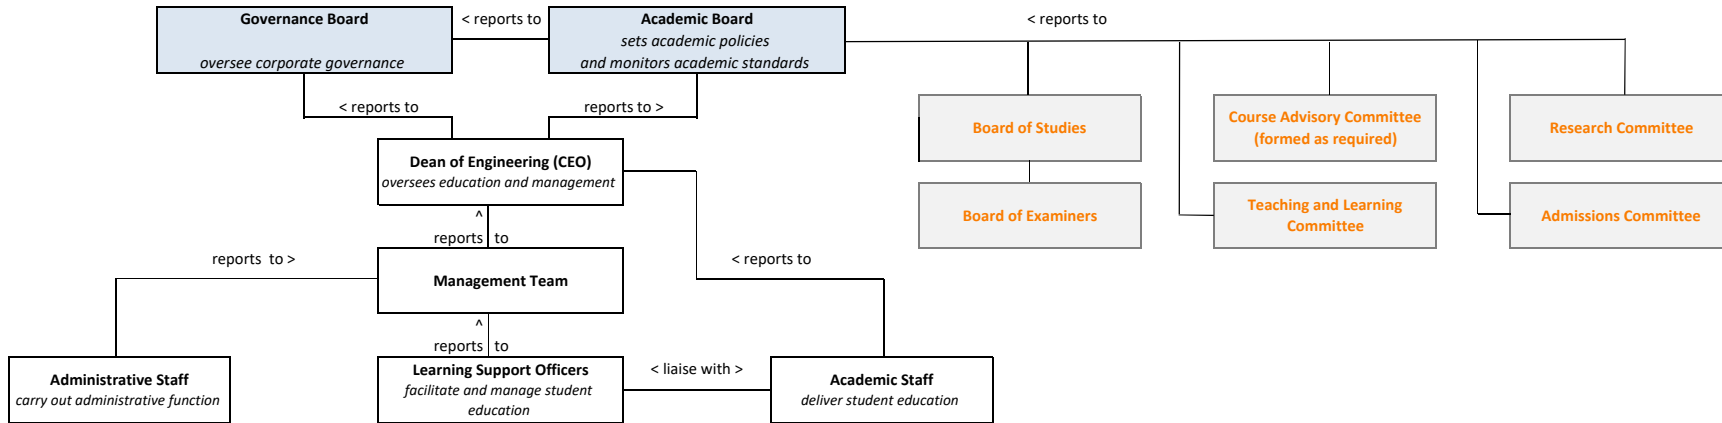 Governance Board
oversee corporate governance
< reports to
Academic Board
sets academic policies
and monitors academic standards
< reports to
< reports to
reports to >
Board of Studies
Course Advisory Committee
(formed as required)
Research Committee
Dean of Engineering (CEO)
oversees education and management
Board of Examiners
Teaching and Learning
Committee
Admissions Committee
^
reports to
reports to >
Management Team
< reports to
^
reports to
Administrative Staff
carry out administrative function
Learning Support Officers
facilitate and manage student
education
< liaise with >
Academic Staff
deliver student education